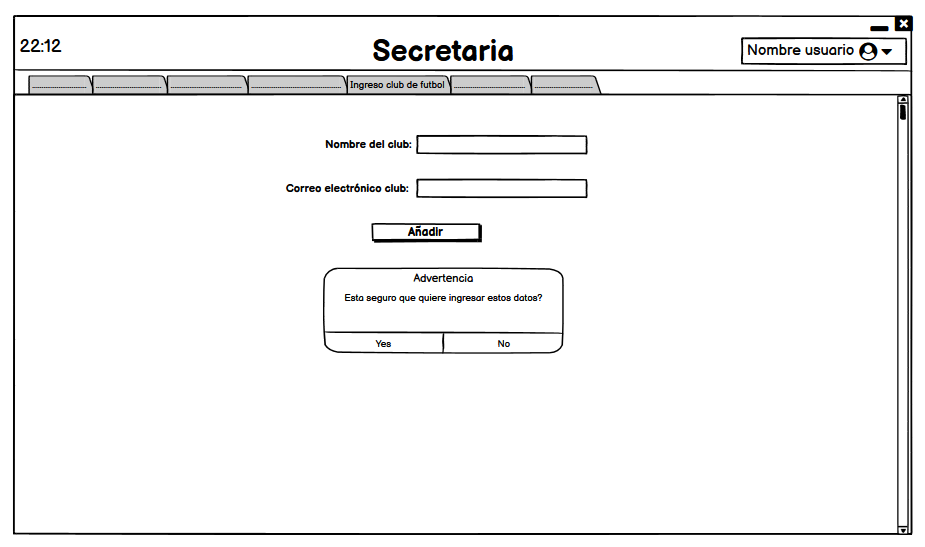 22:12
Secretaria
Nombre usuario
Ingreso club de futbol
Nombre del club:
Correo electrónico club:
Añadir
Advertencia
Esta seguro que quiere ingresar estos datos?
Yes
No